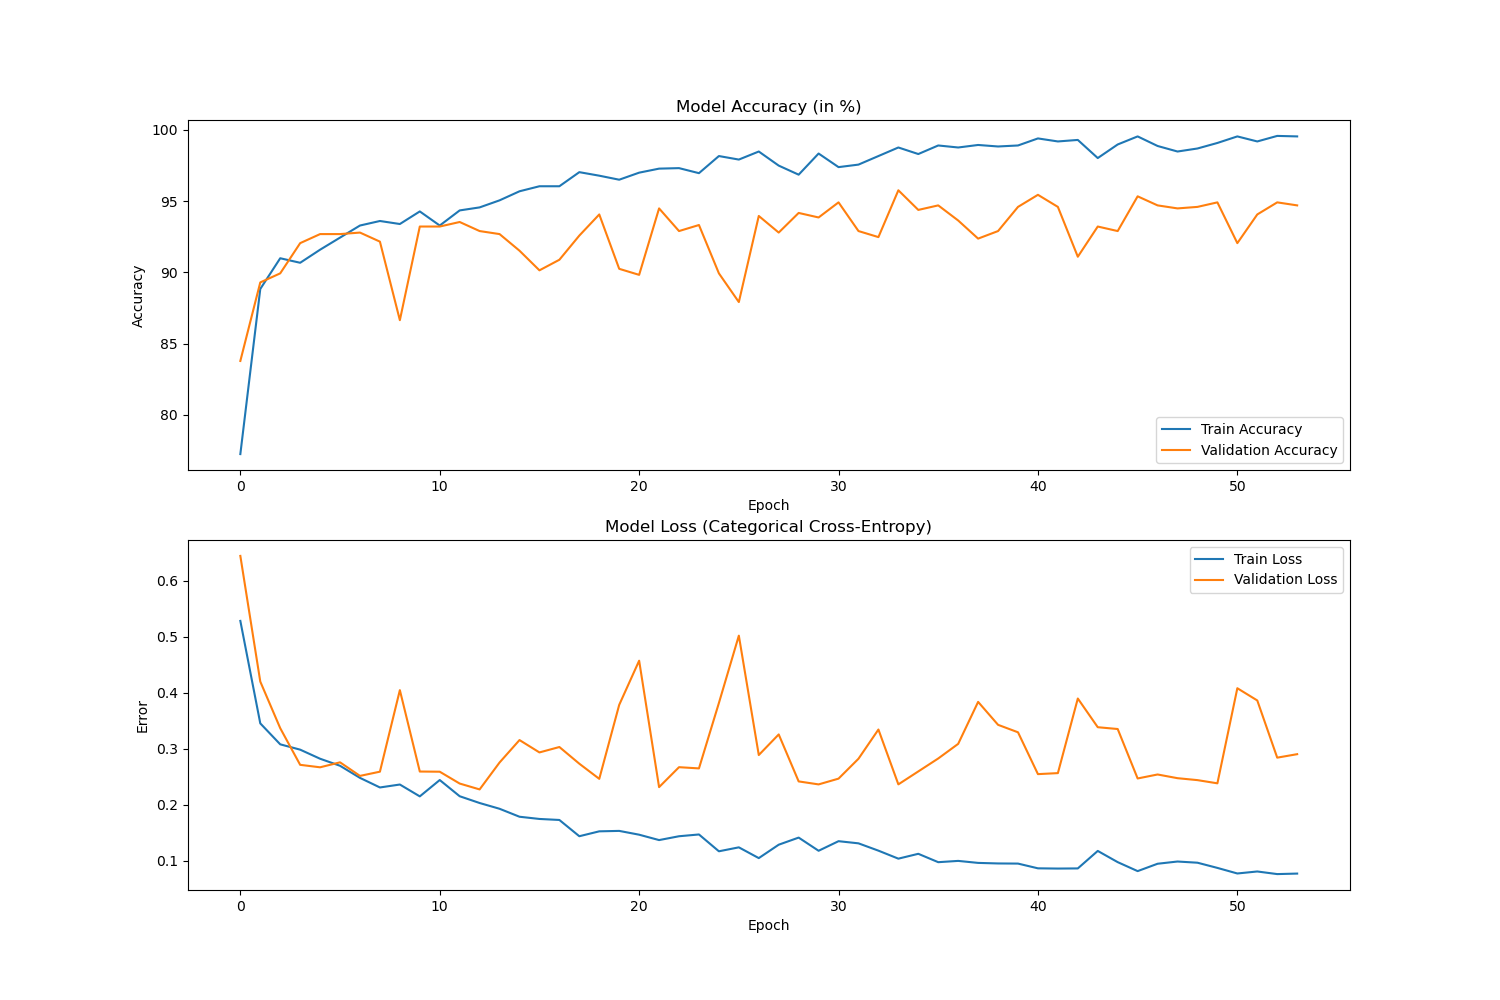 Model Accuracy (in %)
100
95
90
85
80
Accuracy
Train Accuracy
Validation Accuracy
0 10 20 30 40 50
Epoch
Model Loss (Categorical Cross-Entropy)
0.6
0.5
0.4
0.3
0.2
0.1
Error
Train Loss
Validation Loss
0 10 20 30 40 50
Epoch